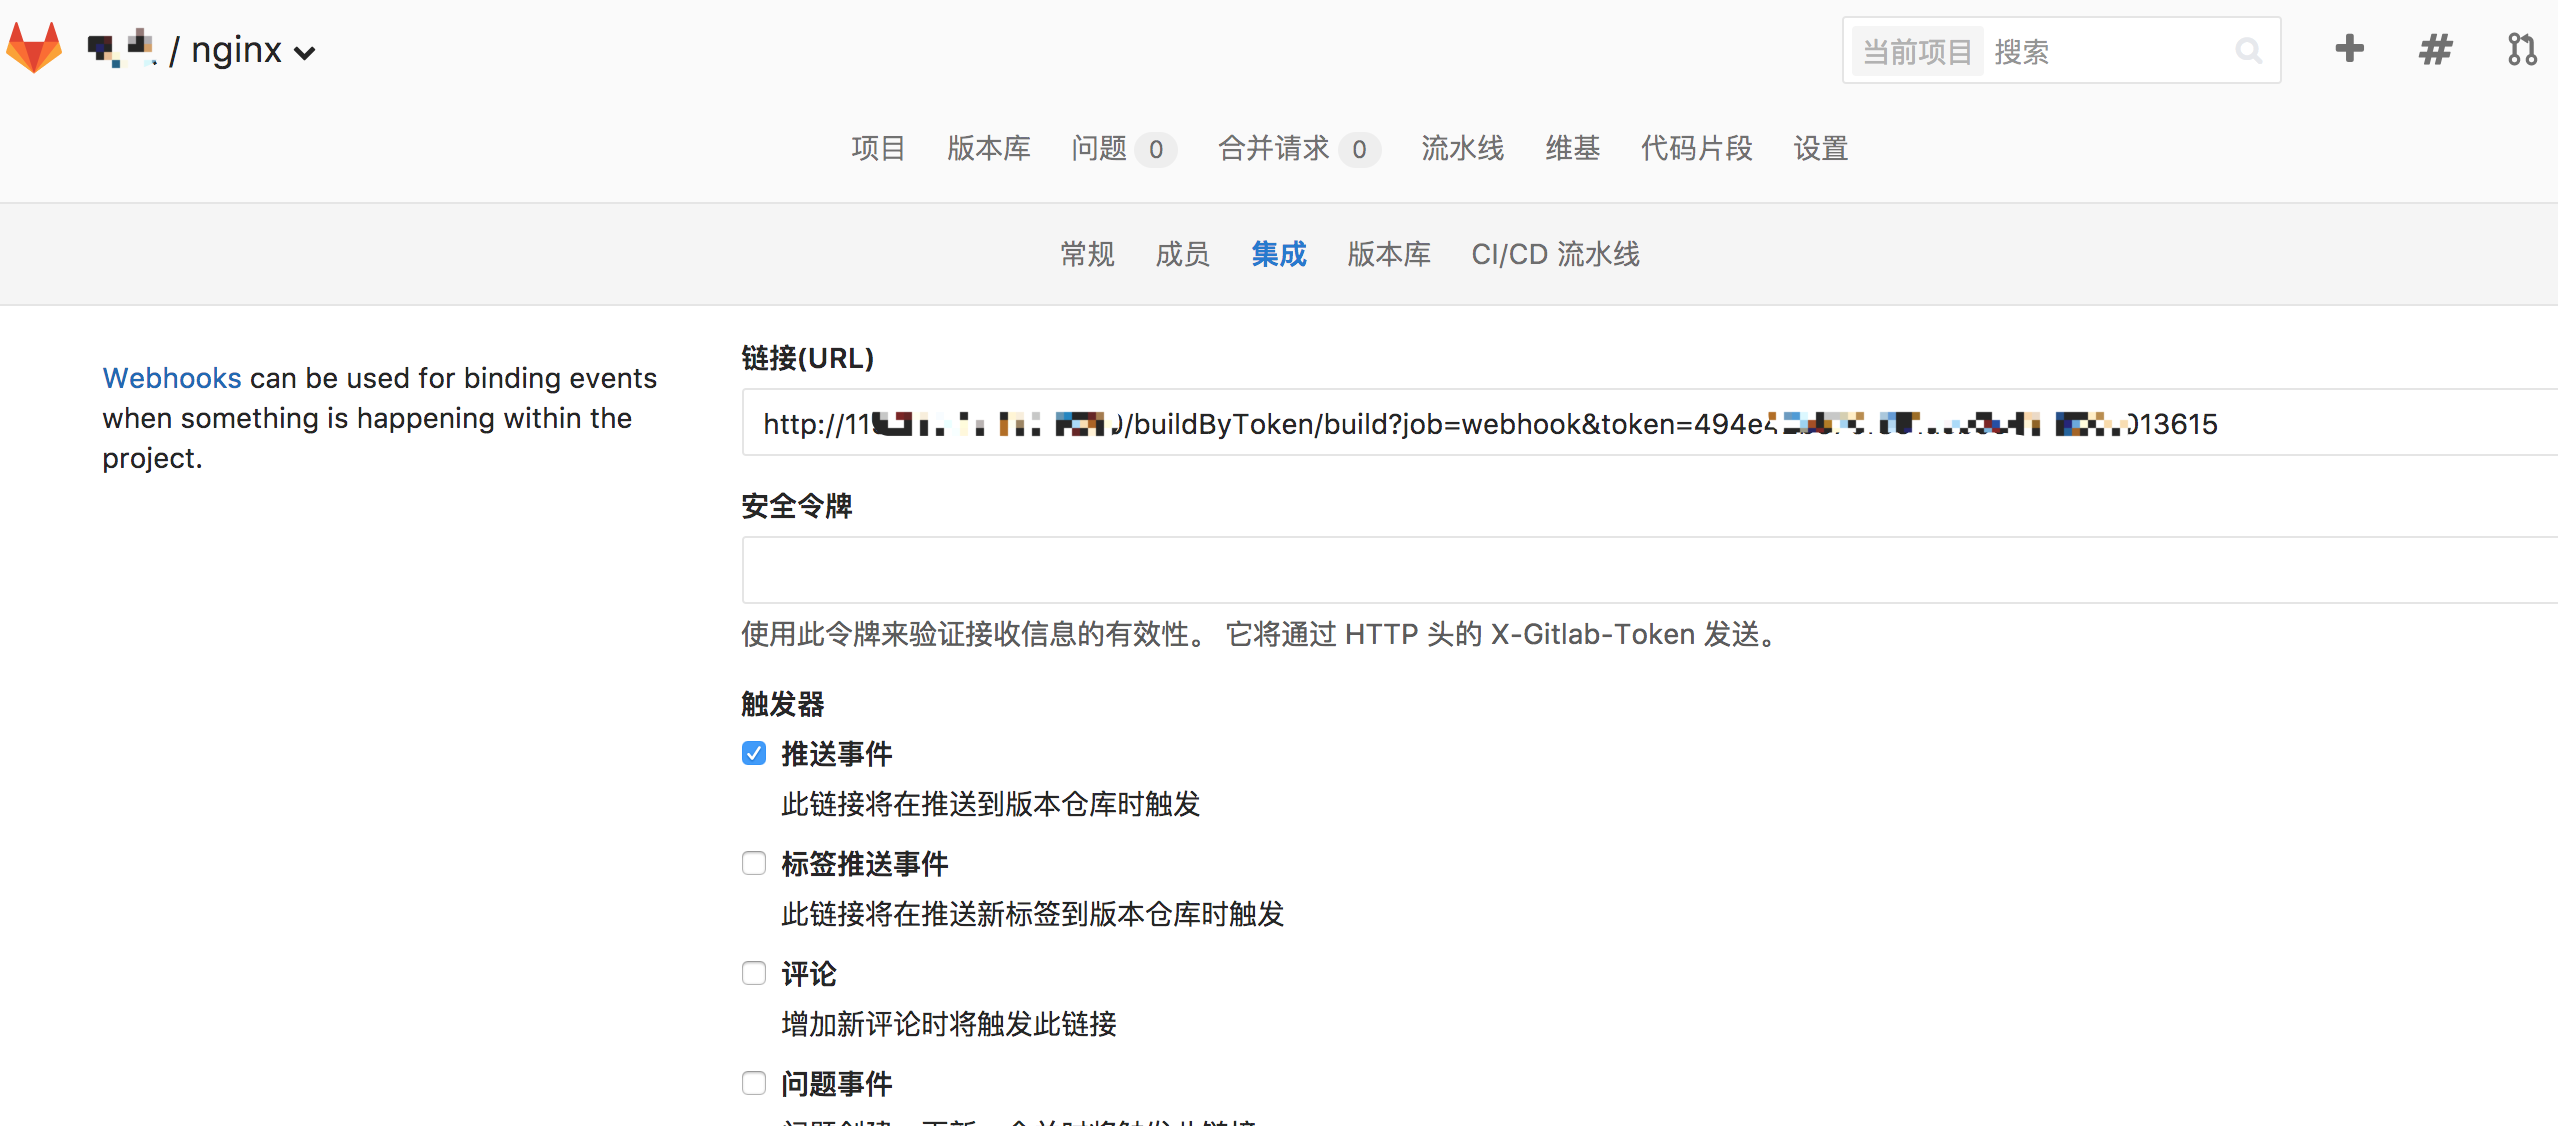 / nginx
当前项目 搜索
项目 版本库 问题 0 合并请求 0 流水线 维基 代码片段 设置
常规 成员 集成 版本库 CI/CD 流水线
Webhooks can be used for binding events
when something is happening within the
project.
链接(URL)
http://11 /buildByToken/build?job=webhook&token=494e 013615
安全令牌
使用此令牌来验证接收信息的有效性。 它将通过 HTTP 头的 X-Gitlab-Token 发送。
触发器
推送事件
此链接将在推送到版本仓库时触发
标签推送事件
此链接将在推送新标签到版本仓库时触发
评论
增加新评论时将触发此链接
问题事件